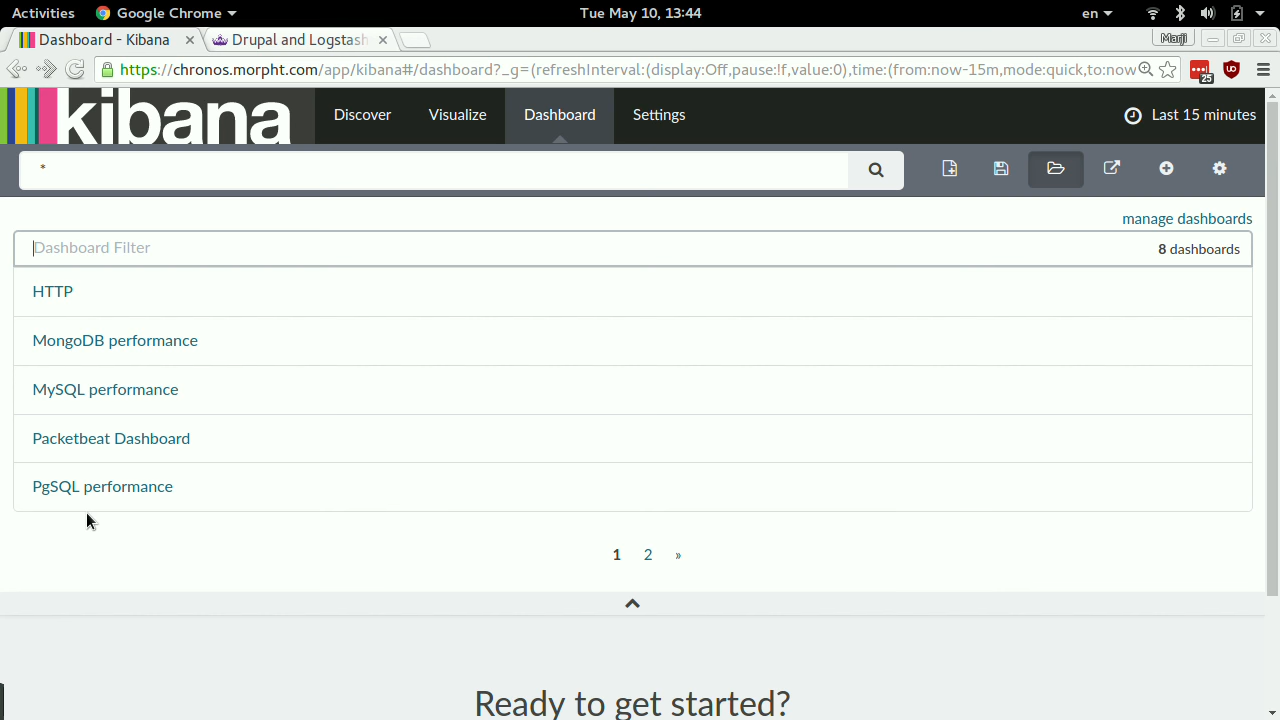 Activities Google Chrome Tue May 10, 13:44 en
Dashboard - Kibana Drupal and Logstash Marji
https://chronos.morpht.com/app/kibana#/dashboard?_g=(refreshInterval:(display:Off,pause:!f,value:0),time:(from:now-15m,mode:quick,to:now 25
kibana Discover Visualize Dashboard Settings Last 15 minutes
*
manage dashboards
Dashboard Filter 8 dashboards
HTTP
MongoDB performance
MySQL performance
Packetbeat Dashboard
PgSQL performance
1 2 »
Ready to get started?